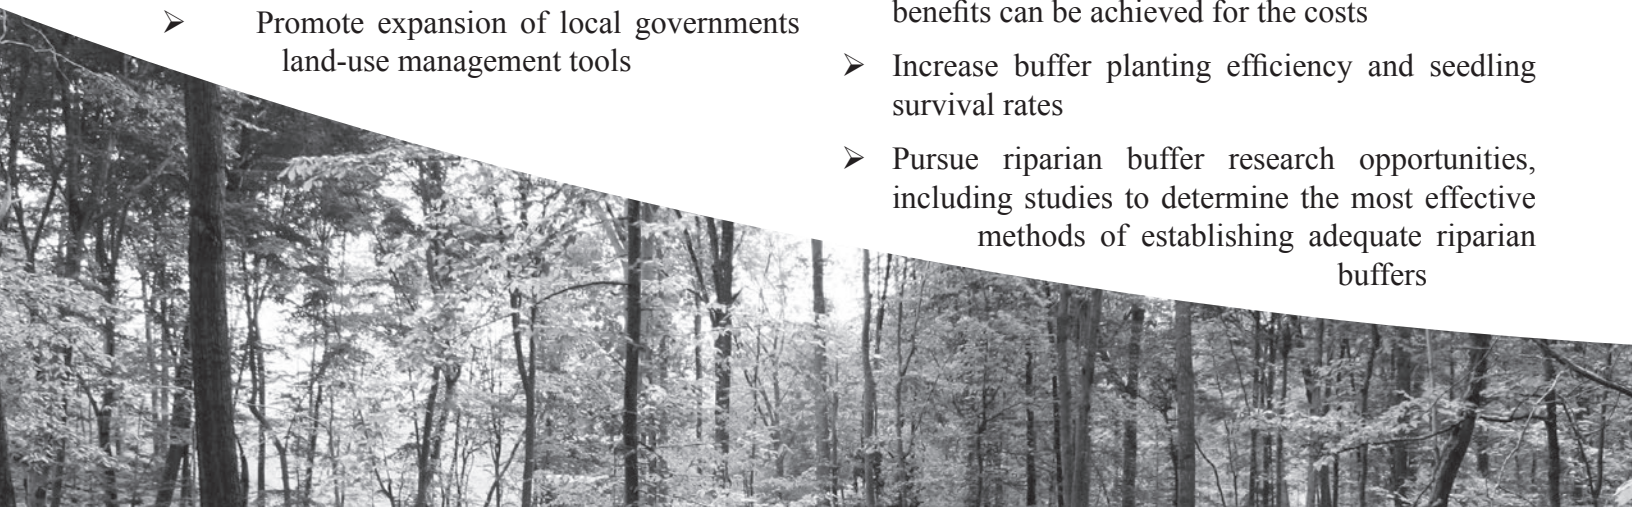 ➢ Promote expansion of local governments
land-use management tools
benefits can be achieved for the costs
➢ Increase buffer planting efficiency and seedling
survival rates
➢ Pursue riparian buffer research opportunities,
including studies to determine the most effective
methods of establishing adequate riparian
buffers